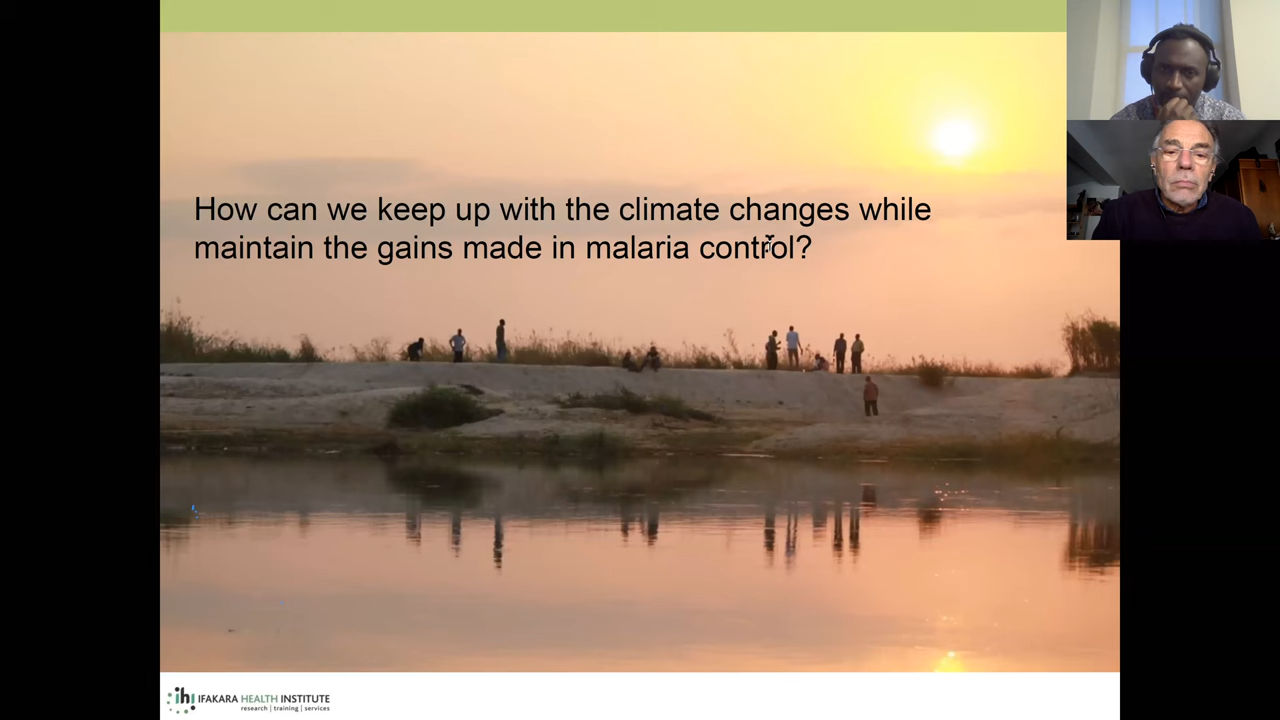 How can we keep up with the climate changes while
maintain the gains made in malaria control?
ihi IFAKARA HEALTH INSTITUTE
research | training | services